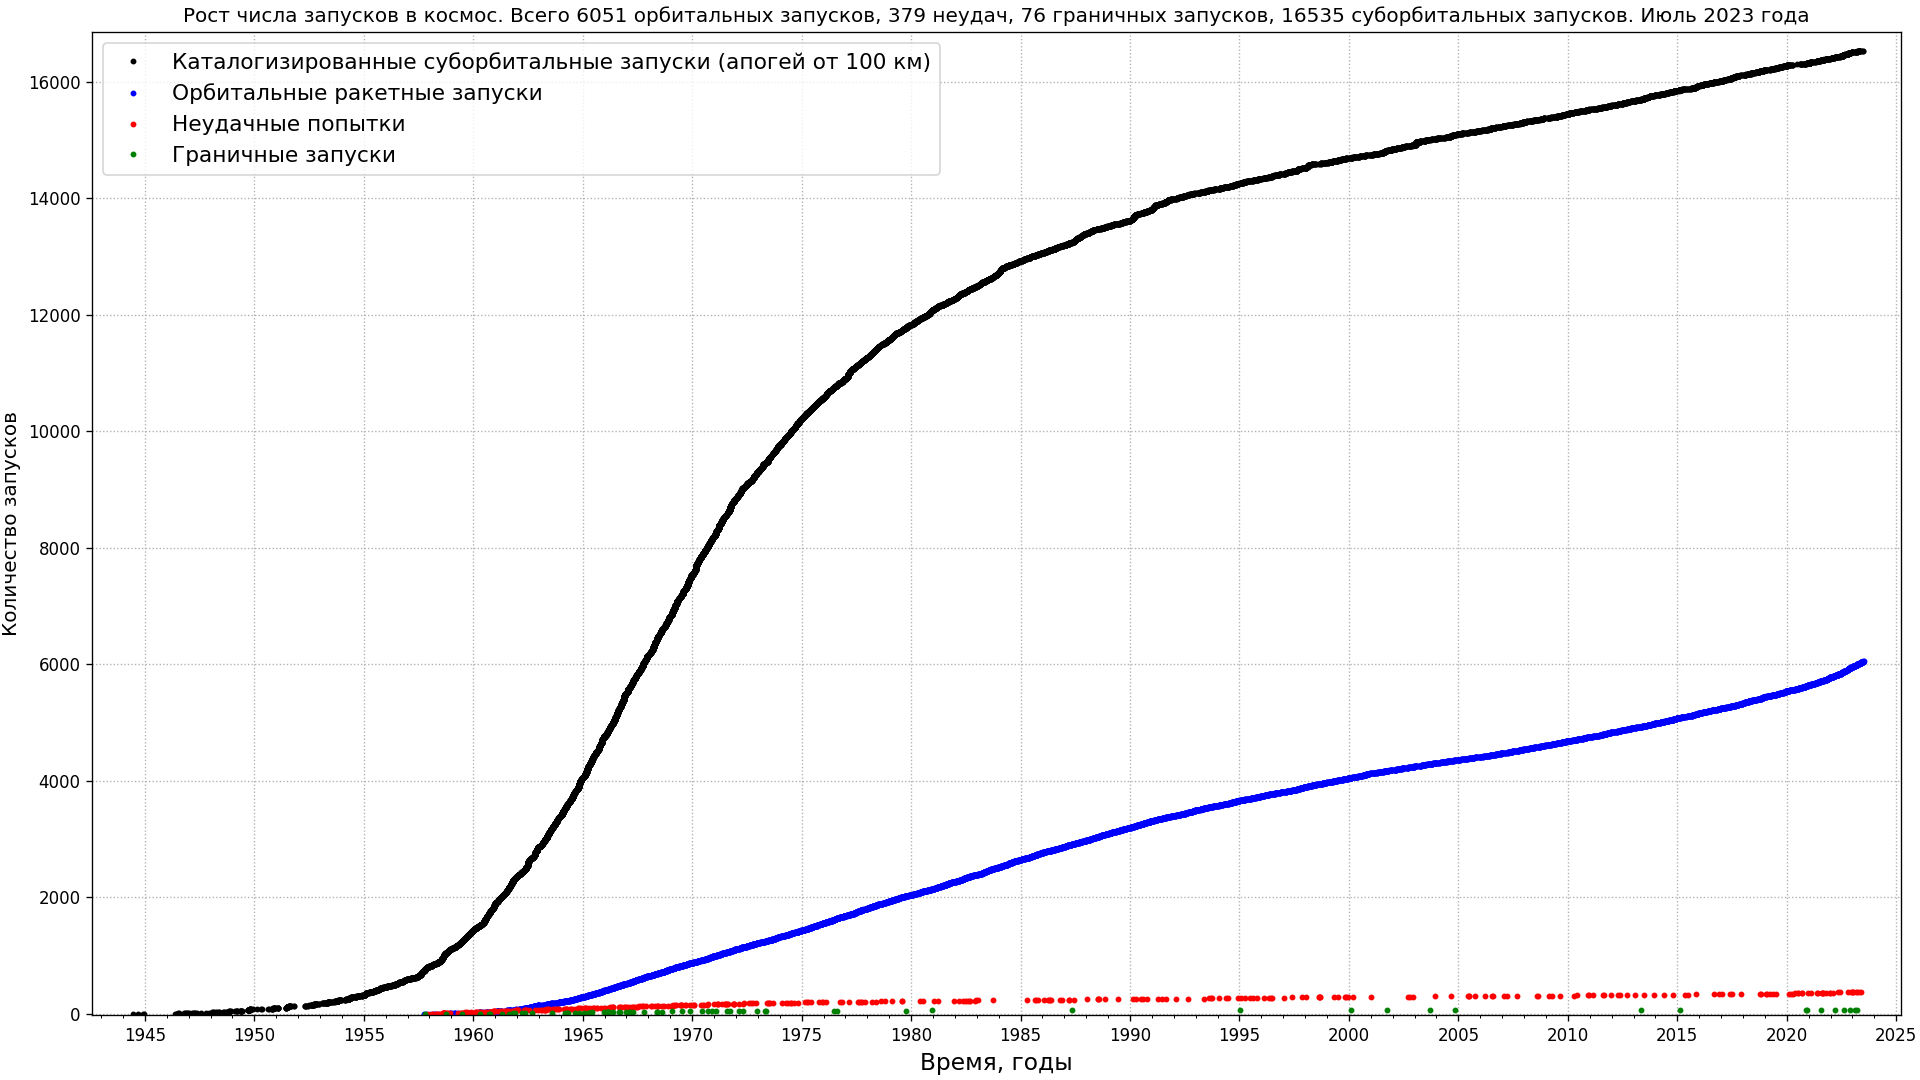 Рост числа запусков в космос. Всего 6051 орбитальных запусков, 379 неудач, 76 граничных запусков, 16535 суборбитальных запусков. Июль 2023 года
Каталогизированные суборбитальные запуски (апогей от 100 км)
Орбитальные ракетные запуски
Неудачные попытки
Граничные запуски
Количество запусков
16000
14000
12000
10000
8000
6000
4000
2000
0
1945 1950 1955 1960 1965 1970 1975 1980 1985 1990 1995 2000 2005 2010 2015 2020 2025
Время, годы